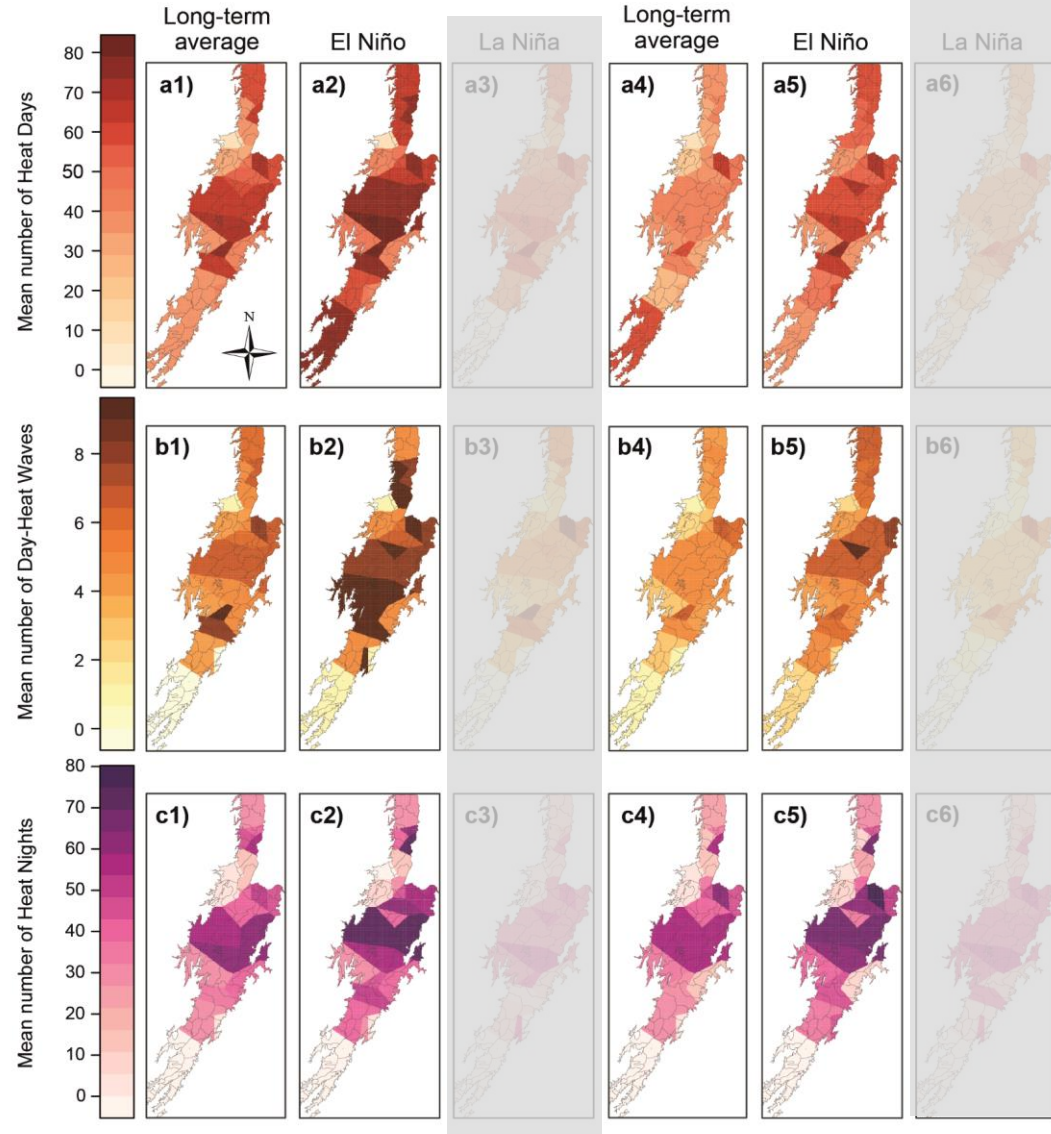 Long-term average
El Niño
La Niña
Long-term average
El Niño
La Niña
Mean number of Heat Days
80
70
60
50
40
30
20
10
0
a1)
a2)
a3)
a4)
a5)
a6)
N
Mean number of Day-Heat Waves
8
6
4
2
0
b1)
b2)
b3)
b4)
b5)
b6)
Mean number of Heat Nights
80
70
60
50
40
30
20
10
0
c1)
c2)
c3)
c4)
c5)
c6)